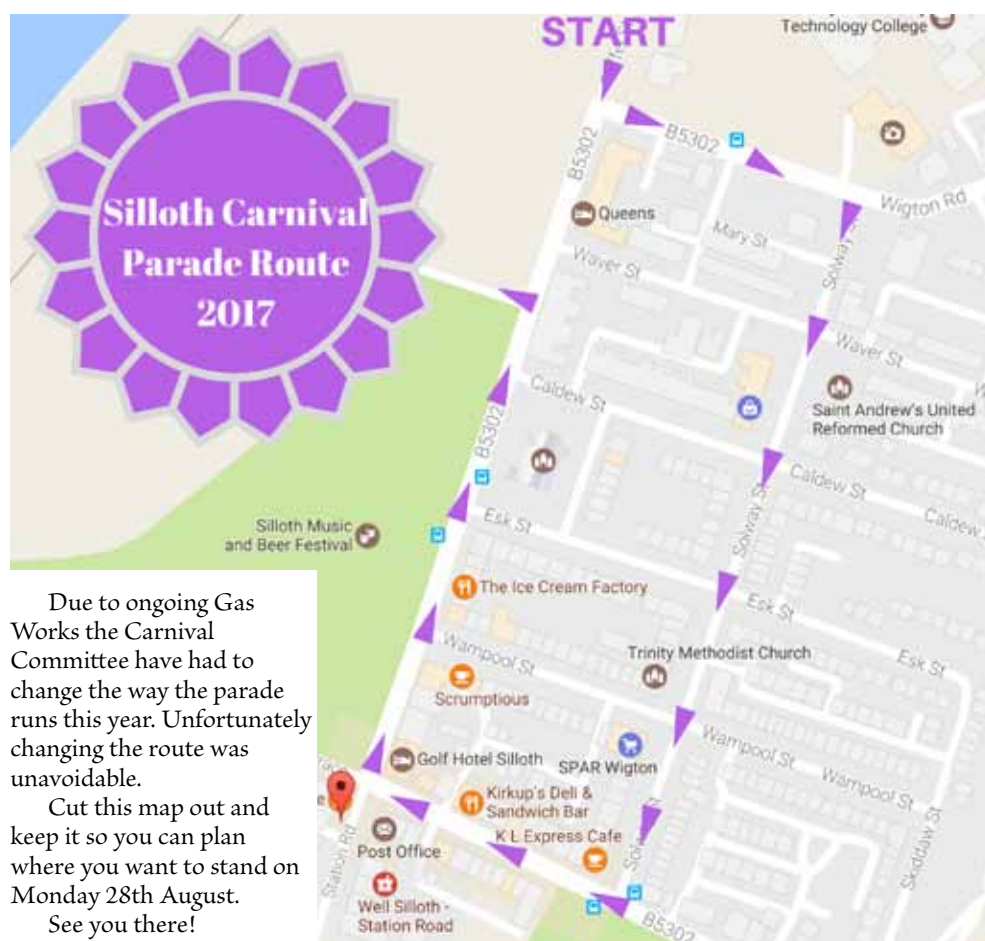 START
Technology College
B5302
B5302
Wigton Rd
Queens
Mary St
Solway St
Waver St
Waver St
Silloth Carnival
Parade Route
2017
Saint Andrew's United
Reformed Church
Caldew St
B5302
Caldew St
Caldew
Solway St
Esk St
Silloth Music
and Beer Festival
The Ice Cream Factory
Esk St
Esk St
Wampool St
Trinity Methodist Church
Scrumptious
Wampool St
Wampool St
Golf Hotel Silloth
SPAR Wigton
Kirkup's Deli &
Sandwich Bar
K L Express Cafe
Post Office
Station Rd
Skiddaw St
Well Silloth -
Station Road
B5302
Due to ongoing Gas
Works the Carnival
Committee have had to
change the way the parade
runs this year. Unfortunately
changing the route was
unavoidable.
Cut this map out and
keep it so you can plan
where you want to stand on
Monday 28th August.
See you there!